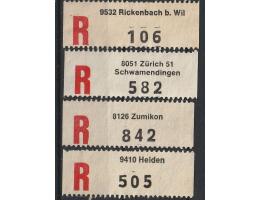 9532 Rickenbach b. Wil
R 106
8051 Zürich 51
Schwamendingen
R 582
8126 Zumikon
R 842
9410 Heiden
R 505